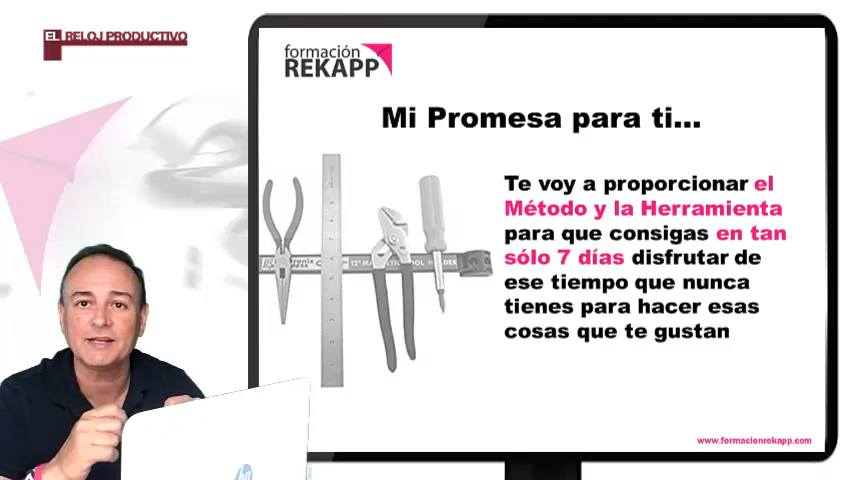 EL RELOJ PRODUCTIVO
formación
REKAPP
Mi Promesa para ti...
Te voy a proporcionar el
Método y la Herramienta
para que consigas en tan
sólo 7 días disfrutar de
ese tiempo que nunca
tienes para hacer esas
cosas que te gustan
www.formacionrekapp.com
hp